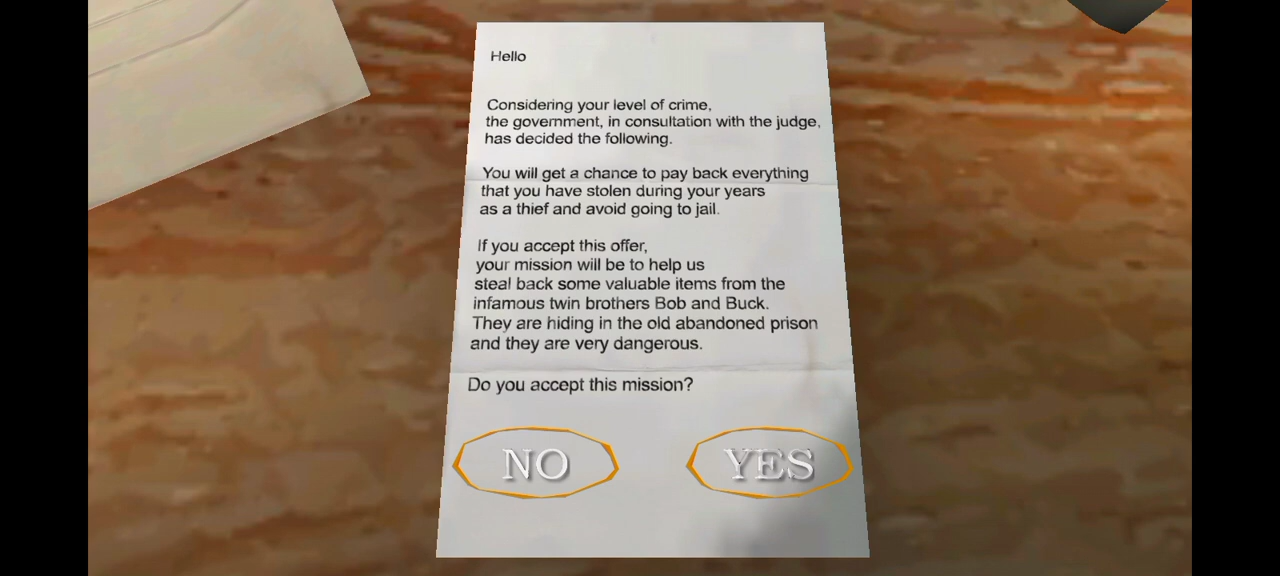 Hello
Considering your level of crime,
the government, in consultation with the judge,
has decided the following.
You will get a chance to pay back everything
that you have stolen during your years
as a thief and avoid going to jail.
If you accept this offer,
your mission will be to help us
steal back some valuable items from the
infamous twin brothers Bob and Buck.
They are hiding in the old abandoned prison
and they are very dangerous.
Do you accept this mission?
NO YES